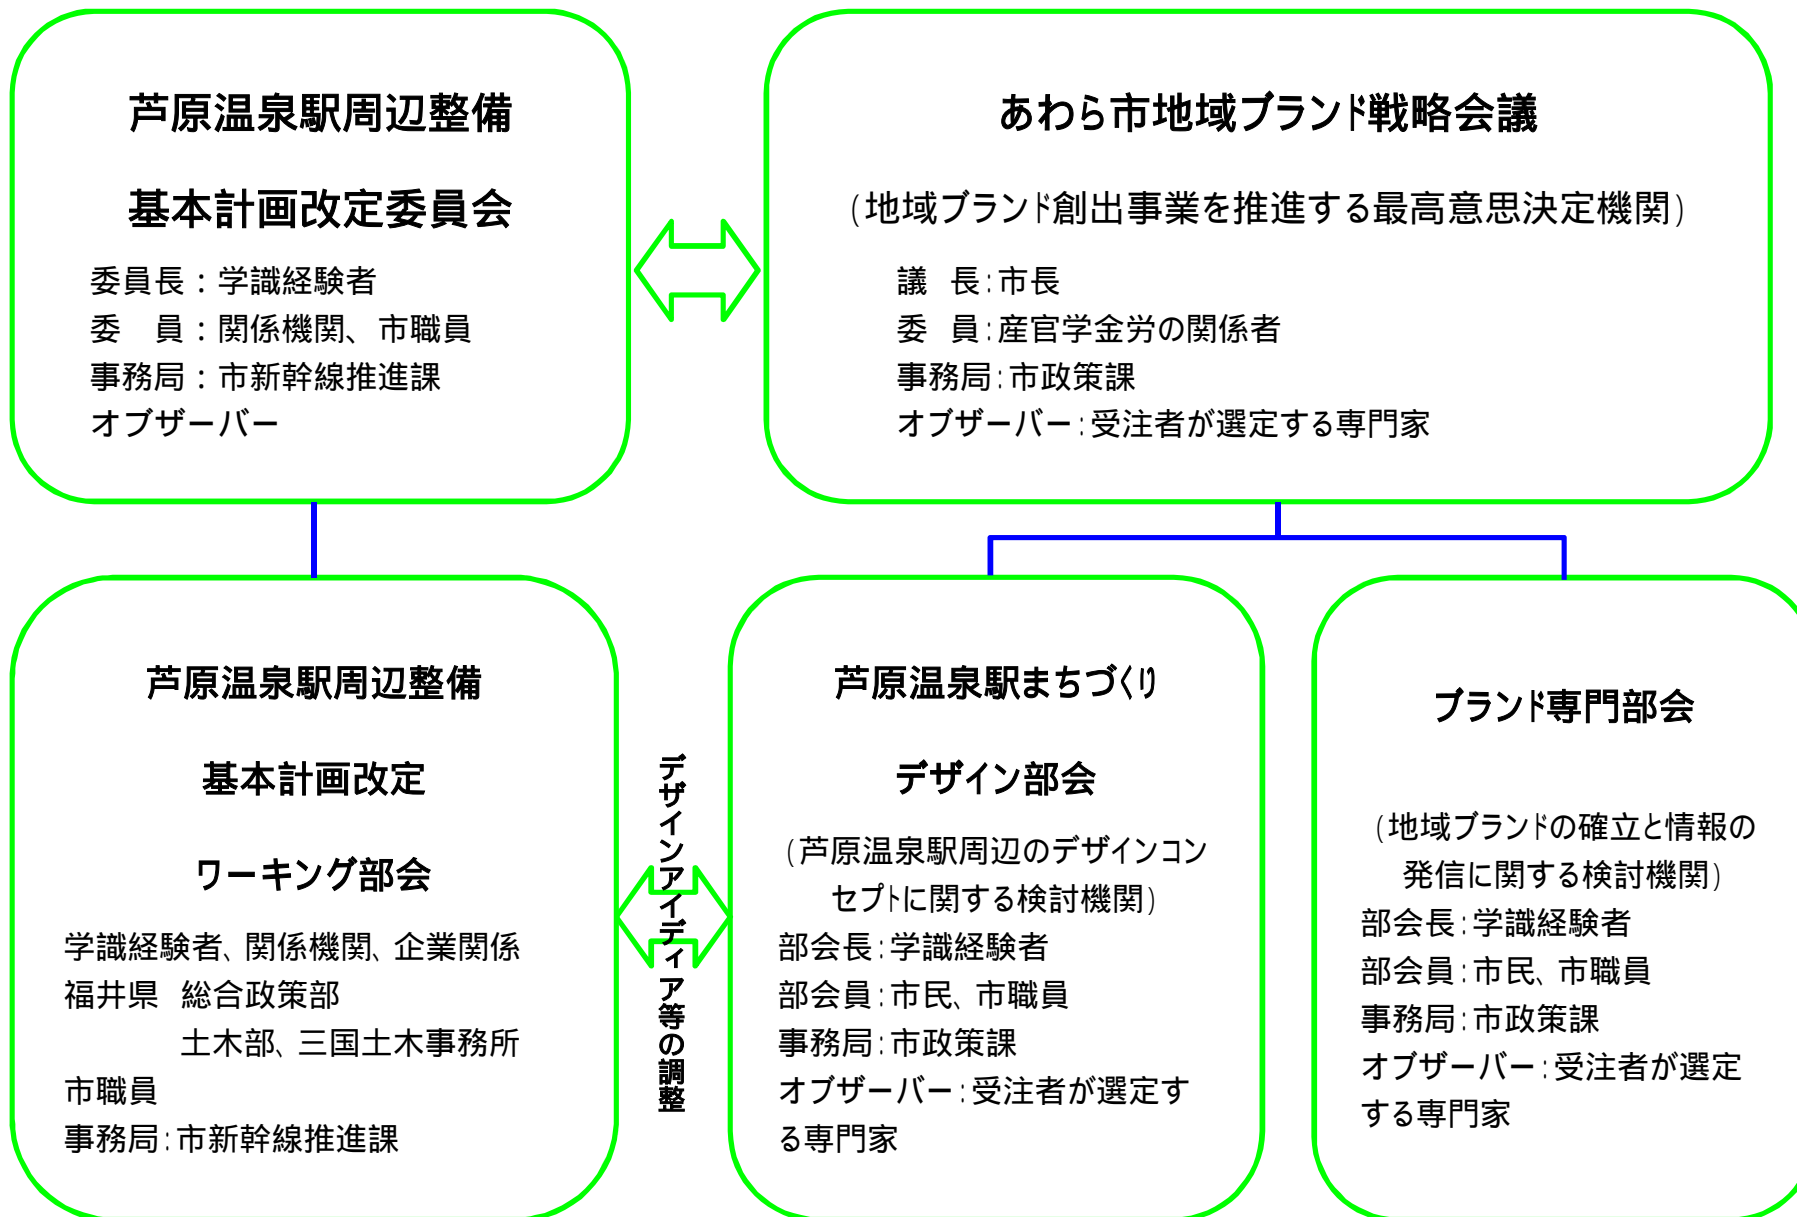 芦原温泉駅周辺整備
基本計画改定委員会
委員長：学識経験者
委　員：関係機関、市職員
事務局：市新幹線推進課
オブザーバー
あわら市地域ブランド戦略会議
（地域ブランド創出事業を推進する最高意思決定機関）
議　長：市長
委　員：産官学金労の関係者
事務局：市政策課
オブザーバー：受注者が選定する専門家
芦原温泉駅周辺整備
基本計画改定
ワーキング部会
学識経験者、関係機関、企業関係
福井県　総合政策部
土木部、三国土木事務所
市職員
事務局：市新幹線推進課
デザインアイディア等の調整
芦原温泉駅まちづくり
デザイン部会
（芦原温泉駅周辺のデザインコン
セプトに関する検討機関）
部会長：学識経験者
部会員：市民、市職員
事務局：市政策課
オブザーバー：受注者が選定す
る専門家
ブランド専門部会
（地域ブランドの確立と情報の
発信に関する検討機関）
部会長：学識経験者
部会員：市民、市職員
事務局：市政策課
オブザーバー：受注者が選定
する専門家